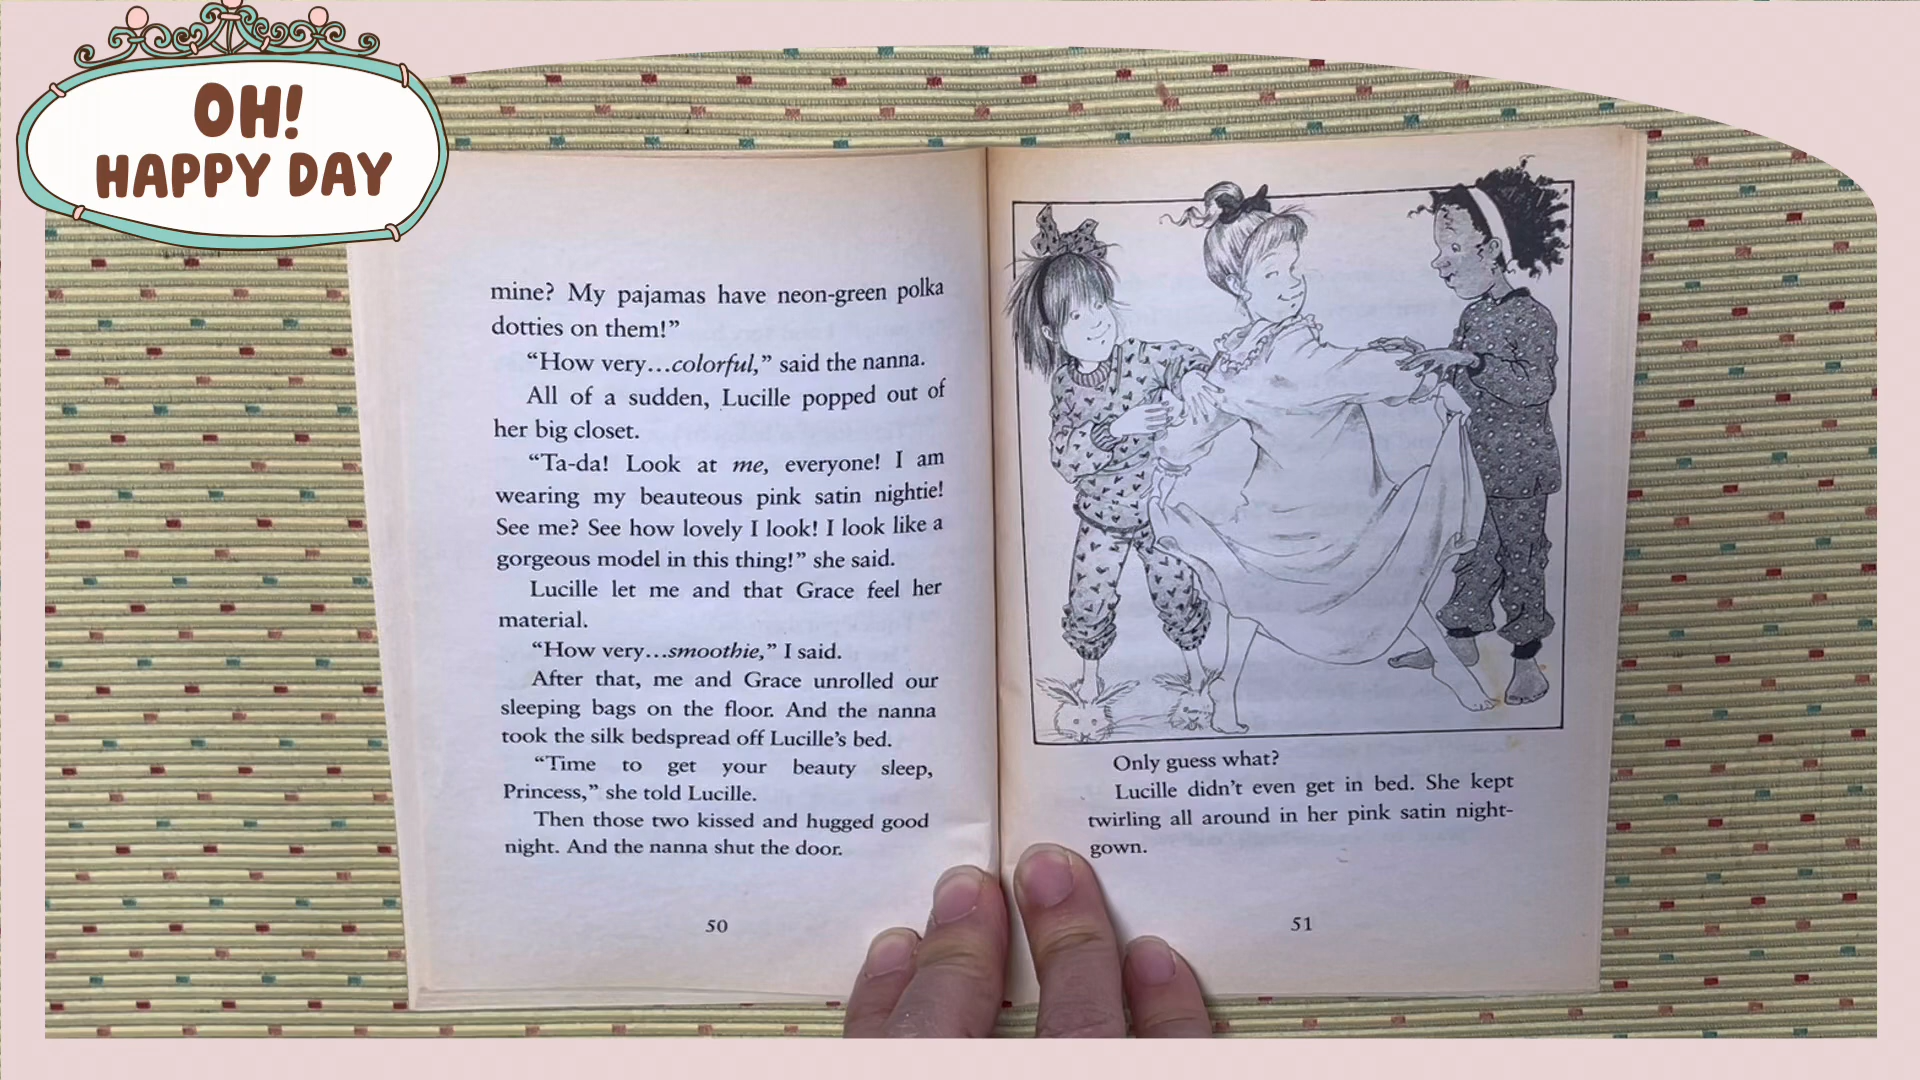 OH!
HAPPY DAY
mine? My pajamas have neon-green polka
dotties on them!”
“How very…colorful,” said the nanna.
All of a sudden, Lucille popped out of
her big closet.
“Ta-da! Look at me, everyone! I am
wearing my beauteous pink satin nightie!
See me? See how lovely I look! I look like a
gorgeous model in this thing!” she said.
Lucille let me and that Grace feel her
material.
“How very…smoothie,” I said.
After that, me and Grace unrolled our
sleeping bags on the floor. And the nanna
took the silk bedspread off Lucille’s bed.
“Time to get your beauty sleep,
Princess,” she told Lucille.
Then those two kissed and hugged good
night. And the nanna shut the door.
50
Only guess what?
Lucille didn’t even get in bed. She kept
twirling all around in her pink satin night-
gown.
51